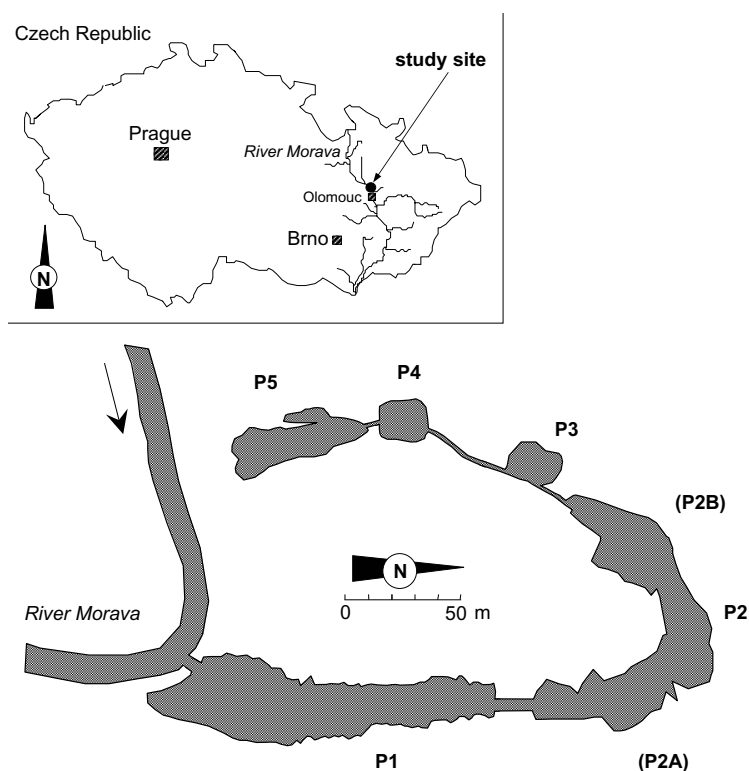 Czech Republic
study site
Prague
River Morava
Olomouc
Brno
N
P5
P4
P3
(P2B)
N
0 50 m
River Morava
P2
P1
(P2A)